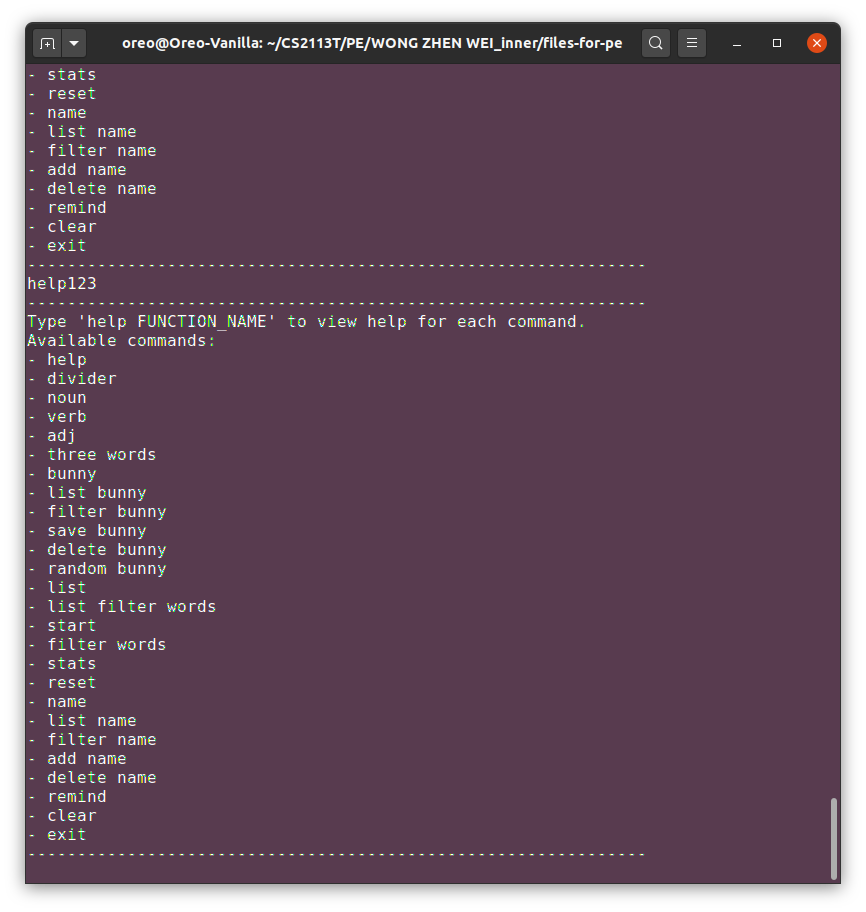 oreo@Oreo-Vanilla: ~/CS2113T/PE/WONG ZHEN WEI_inner/files-for-pe
- stats
- reset
- name
- list name
- filter name
- add name
- delete name
- remind
- clear
- exit
--------------------------------------------------------------
help123
--------------------------------------------------------------
Type 'help FUNCTION_NAME' to view help for each command.
Available commands:
- help
- divider
- noun
- verb
- adj
- three words
- bunny
- list bunny
- filter bunny
- save bunny
- delete bunny
- random bunny
- list
- list filter words
- start
- filter words
- stats
- reset
- name
- list name
- filter name
- add name
- delete name
- remind
- clear
- exit
--------------------------------------------------------------